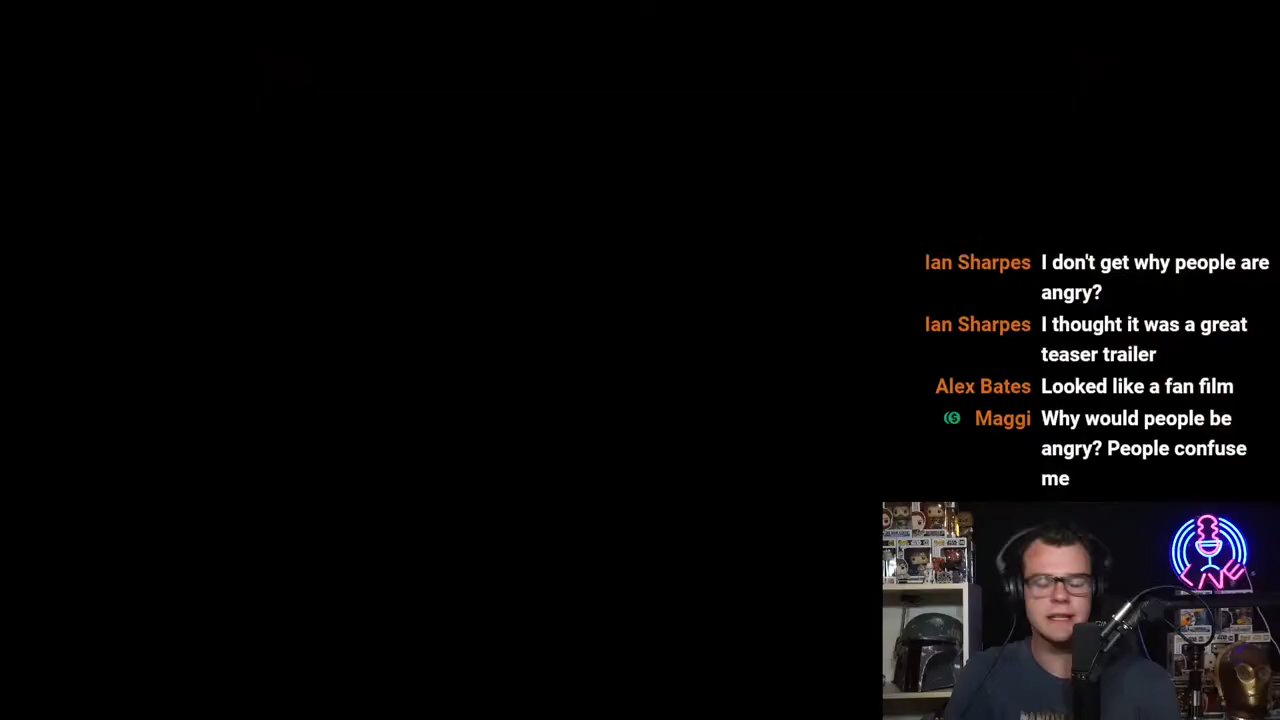 Ian Sharpes I don't get why people are
angry?
Ian Sharpes I thought it was a great
teaser trailer
Alex Bates Looked like a fan film
Maggi Why would people be
angry? People confuse
me
LIVE